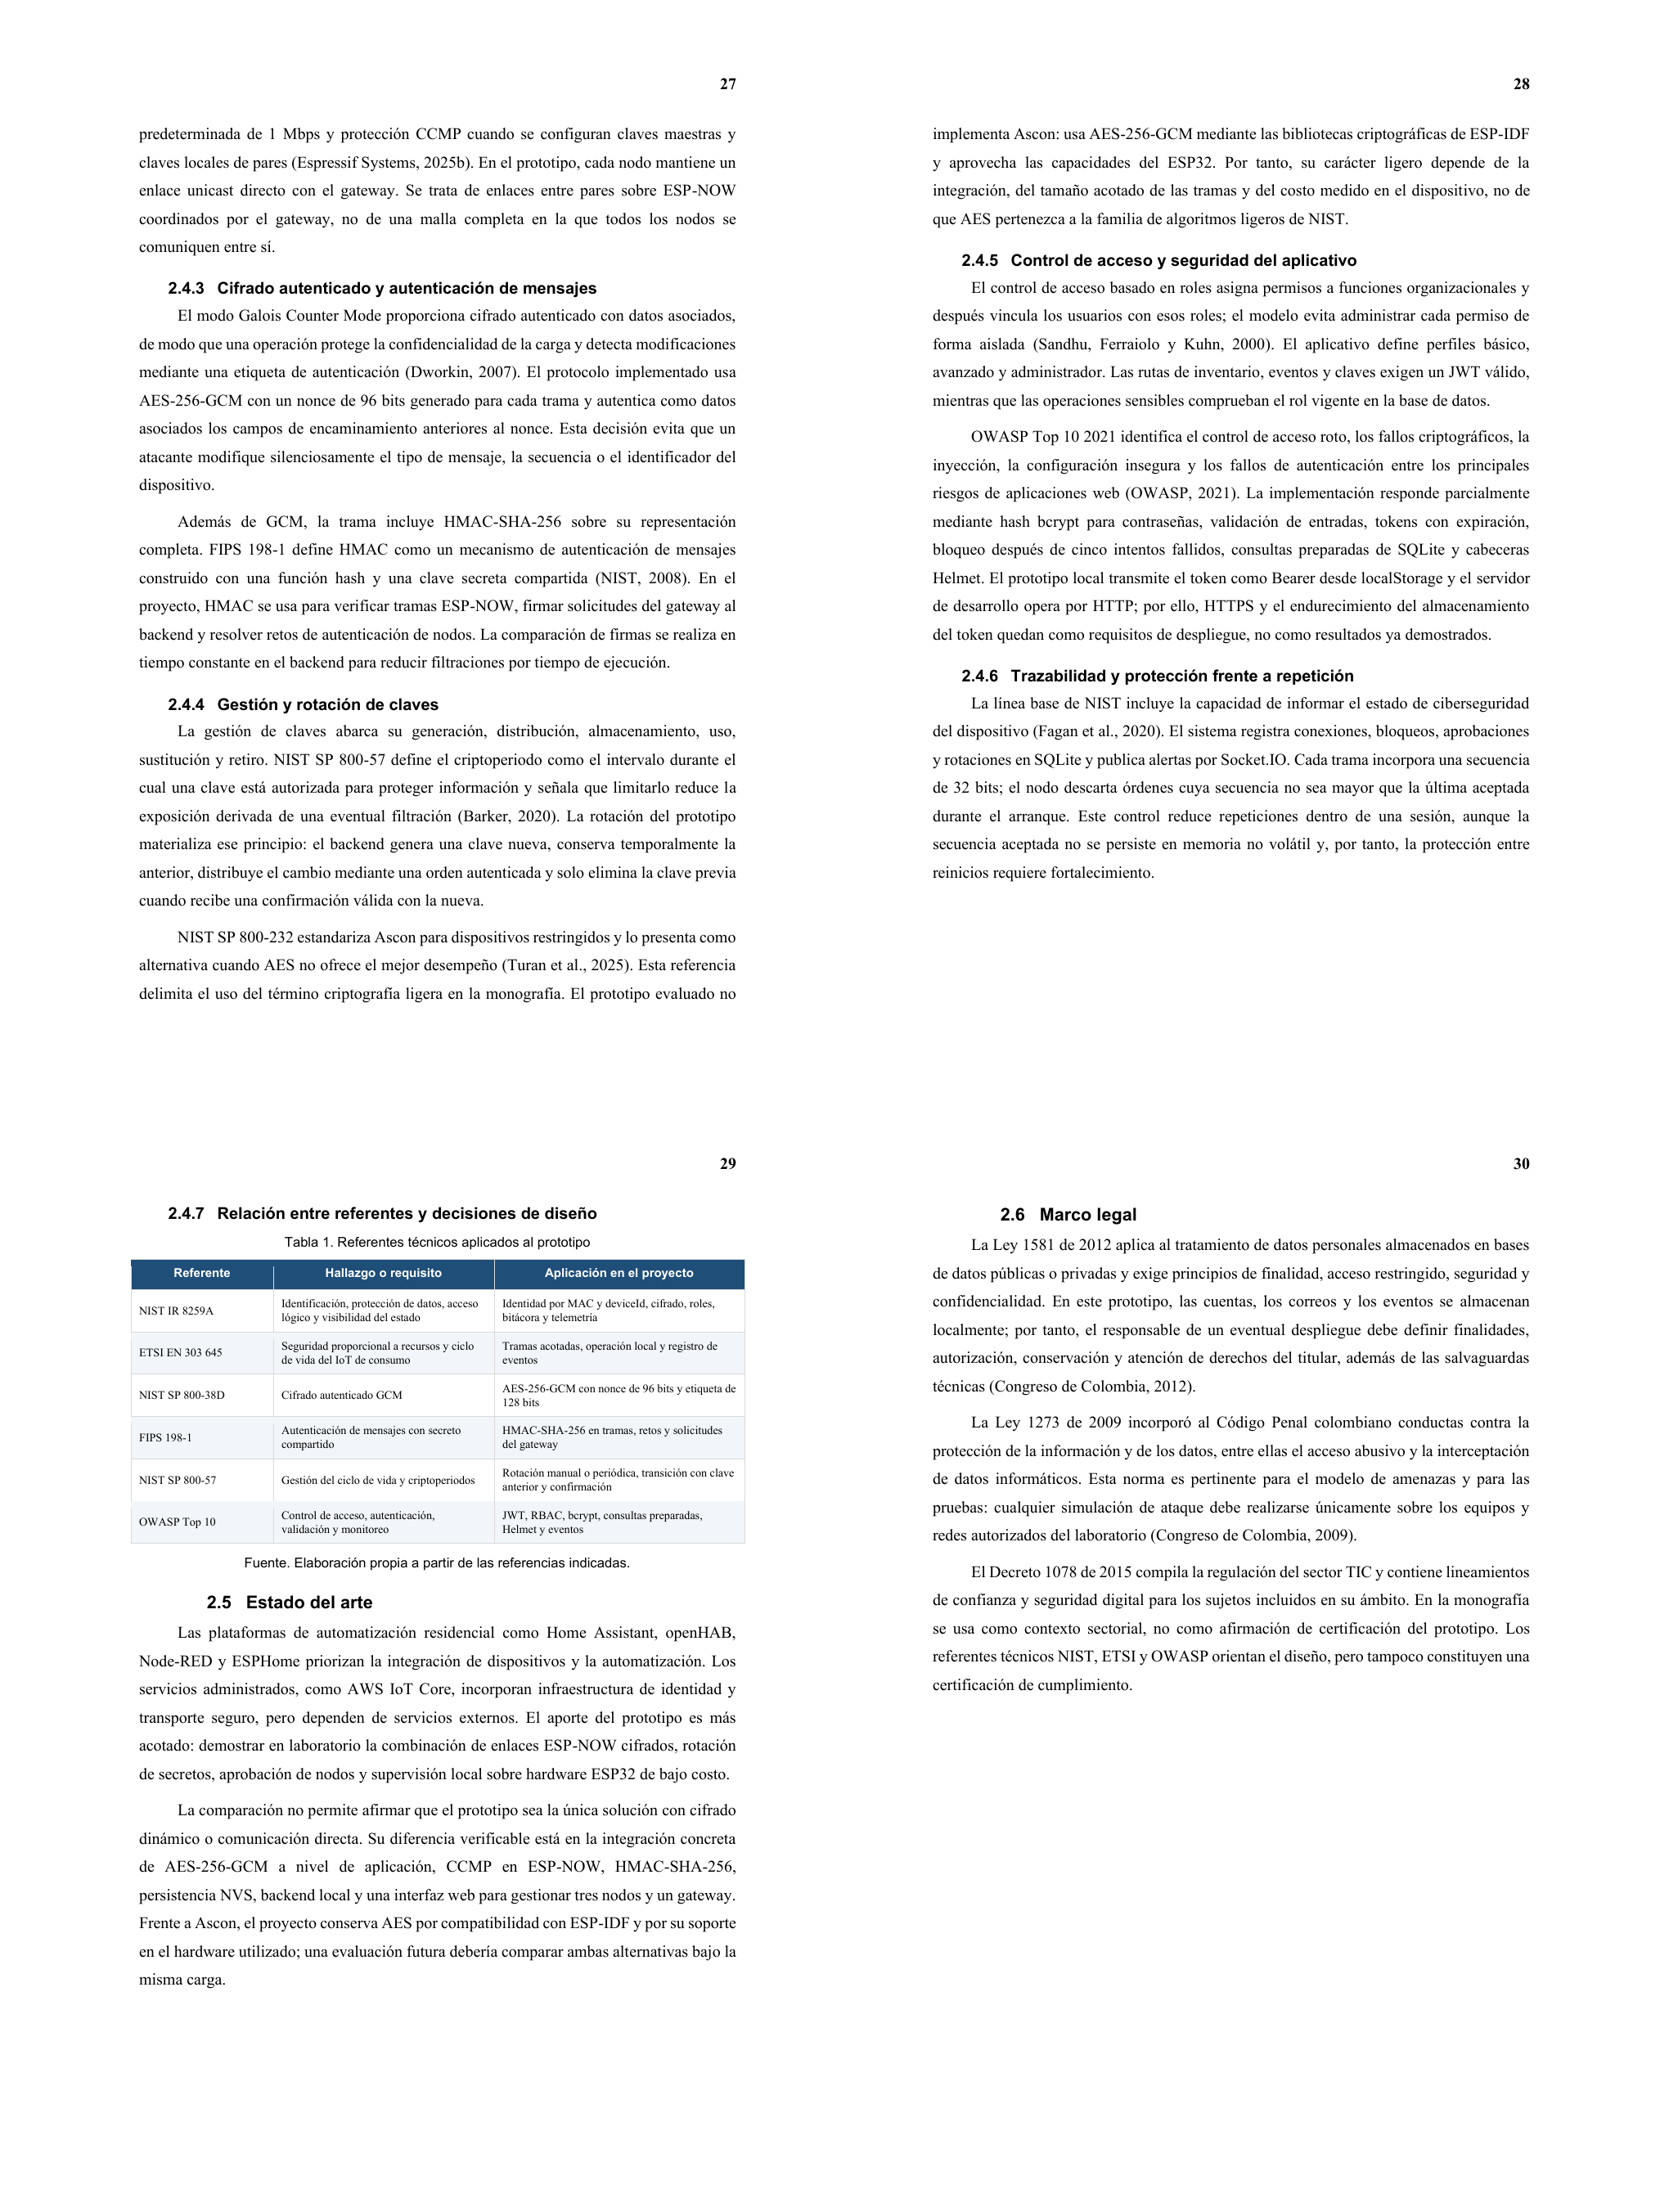 27
predeterminada de 1 Mbps y protección CCMP cuando se configuran claves maestras y
claves locales de pares (Espressif Systems, 2025b). En el prototipo, cada nodo mantiene un
enlace unicast directo con el gateway. Se trata de enlaces entre pares sobre ESP-NOW
coordinados por el gateway, no de una malla completa en la que todos los nodos se
comuniquen entre sí.
2.4.3 Cifrado autenticado y autenticación de mensajes
El modo Galois Counter Mode proporciona cifrado autenticado con datos asociados,
de modo que una operación protege la confidencialidad de la carga y detecta modificaciones
mediante una etiqueta de autenticación (Dworkin, 2007). El protocolo implementado usa
AES-256-GCM con un nonce de 96 bits generado para cada trama y autentica como datos
asociados los campos de encaminamiento anteriores al nonce. Esta decisión evita que un
atacante modifique silenciosamente el tipo de mensaje, la secuencia o el identificador del
dispositivo.
Además de GCM, la trama incluye HMAC-SHA-256 sobre su representación
completa. FIPS 198-1 define HMAC como un mecanismo de autenticación de mensajes
construido con una función hash y una clave secreta compartida (NIST, 2008). En el
proyecto, HMAC se usa para verificar tramas ESP-NOW, firmar solicitudes del gateway al
backend y resolver retos de autenticación de nodos. La comparación de firmas se realiza en
tiempo constante en el backend para reducir filtraciones por tiempo de ejecución.
2.4.4 Gestión y rotación de claves
La gestión de claves abarca su generación, distribución, almacenamiento, uso,
sustitución y retiro. NIST SP 800-57 define el criptoperiodo como el intervalo durante el
cual una clave está autorizada para proteger información y señala que limitarlo reduce la
exposición derivada de una eventual filtración (Barker, 2020). La rotación del prototipo
materializa ese principio: el backend genera una clave nueva, conserva temporalmente la
anterior, distribuye el cambio mediante una orden autenticada y solo elimina la clave previa
cuando recibe una confirmación válida con la nueva.
NIST SP 800-232 estandariza Ascon para dispositivos restringidos y lo presenta como
alternativa cuando AES no ofrece el mejor desempeño (Turan et al., 2025). Esta referencia
delimita el uso del término criptografía ligera en la monografía. El prototipo evaluado no
28
implementa Ascon: usa AES-256-GCM mediante las bibliotecas criptográficas de ESP-IDF
y aprovecha las capacidades del ESP32. Por tanto, su carácter ligero depende de la
integración, del tamaño acotado de las tramas y del costo medido en el dispositivo, no de
que AES pertenezca a la familia de algoritmos ligeros de NIST.
2.4.5 Control de acceso y seguridad del aplicativo
El control de acceso basado en roles asigna permisos a funciones organizacionales y
después vincula los usuarios con esos roles; el modelo evita administrar cada permiso de
forma aislada (Sandhu, Ferraiolo y Kuhn, 2000). El aplicativo define perfiles básico,
avanzado y administrador. Las rutas de inventario, eventos y claves exigen un JWT válido,
mientras que las operaciones sensibles comprueban el rol vigente en la base de datos.
OWASP Top 10 2021 identifica el control de acceso roto, los fallos criptográficos, la
inyección, la configuración insegura y los fallos de autenticación entre los principales
riesgos de aplicaciones web (OWASP, 2021). La implementación responde parcialmente
mediante hash bcrypt para contraseñas, validación de entradas, tokens con expiración,
bloqueo después de cinco intentos fallidos, consultas preparadas de SQLite y cabeceras
Helmet. El prototipo local transmite el token como Bearer desde localStorage y el servidor
de desarrollo opera por HTTP; por ello, HTTPS y el endurecimiento del almacenamiento
del token quedan como requisitos de despliegue, no como resultados ya demostrados.
2.4.6 Trazabilidad y protección frente a repetición
La línea base de NIST incluye la capacidad de informar el estado de ciberseguridad
del dispositivo (Fagan et al., 2020). El sistema registra conexiones, bloqueos, aprobaciones
y rotaciones en SQLite y publica alertas por Socket.IO. Cada trama incorpora una secuencia
de 32 bits; el nodo descarta órdenes cuya secuencia no sea mayor que la última aceptada
durante el arranque. Este control reduce repeticiones dentro de una sesión, aunque la
secuencia aceptada no se persiste en memoria no volátil y, por tanto, la protección entre
reinicios requiere fortalecimiento.
29
2.4.7 Relación entre referentes y decisiones de diseño
Tabla 1. Referentes técnicos aplicados al prototipo
Referente Hallazgo o requisito Aplicación en el proyecto
NIST IR 8259A
Identificación, protección de datos, acceso
lógico y visibilidad del estado
Identidad por MAC y deviceId, cifrado, roles,
bitácora y telemetría
ETSI EN 303 645
Seguridad proporcional a recursos y ciclo
de vida del IoT de consumo
Tramas acotadas, operación local y registro de
eventos
NIST SP 800-38D
Cifrado autenticado GCM
AES-256-GCM con nonce de 96 bits y etiqueta de
128 bits
FIPS 198-1
Autenticación de mensajes con secreto
compartido
HMAC-SHA-256 en tramas, retos y solicitudes
del gateway
NIST SP 800-57
Gestión del ciclo de vida y criptoperiodos
Rotación manual o periódica, transición con clave
anterior y confirmación
OWASP Top 10
Control de acceso, autenticación,
validación y monitoreo
JWT, RBAC, bcrypt, consultas preparadas,
Helmet y eventos
Fuente. Elaboración propia a partir de las referencias indicadas.
2.5 Estado del arte
Las plataformas de automatización residencial como Home Assistant, openHAB,
Node-RED y ESPHome priorizan la integración de dispositivos y la automatización. Los
servicios administrados, como AWS IoT Core, incorporan infraestructura de identidad y
transporte seguro, pero dependen de servicios externos. El aporte del prototipo es más
acotado: demostrar en laboratorio la combinación de enlaces ESP-NOW cifrados, rotación
de secretos, aprobación de nodos y supervisión local sobre hardware ESP32 de bajo costo.
La comparación no permite afirmar que el prototipo sea la única solución con cifrado
dinámico o comunicación directa. Su diferencia verificable está en la integración concreta
de AES-256-GCM a nivel de aplicación, CCMP en ESP-NOW, HMAC-SHA-256,
persistencia NVS, backend local y una interfaz web para gestionar tres nodos y un gateway.
Frente a Ascon, el proyecto conserva AES por compatibilidad con ESP-IDF y por su soporte
en el hardware utilizado; una evaluación futura debería comparar ambas alternativas bajo la
misma carga.
30
2.6 Marco legal
La Ley 1581 de 2012 aplica al tratamiento de datos personales almacenados en bases
de datos públicas o privadas y exige principios de finalidad, acceso restringido, seguridad y
confidencialidad. En este prototipo, las cuentas, los correos y los eventos se almacenan
localmente; por tanto, el responsable de un eventual despliegue debe definir finalidades,
autorización, conservación y atención de derechos del titular, además de las salvaguardas
técnicas (Congreso de Colombia, 2012).
La Ley 1273 de 2009 incorporó al Código Penal colombiano conductas contra la
protección de la información y de los datos, entre ellas el acceso abusivo y la interceptación
de datos informáticos. Esta norma es pertinente para el modelo de amenazas y para las
pruebas: cualquier simulación de ataque debe realizarse únicamente sobre los equipos y
redes autorizados del laboratorio (Congreso de Colombia, 2009).
El Decreto 1078 de 2015 compila la regulación del sector TIC y contiene lineamientos
de confianza y seguridad digital para los sujetos incluidos en su ámbito. En la monografía
se usa como contexto sectorial, no como afirmación de certificación del prototipo. Los
referentes técnicos NIST, ETSI y OWASP orientan el diseño, pero tampoco constituyen una
certificación de cumplimiento.